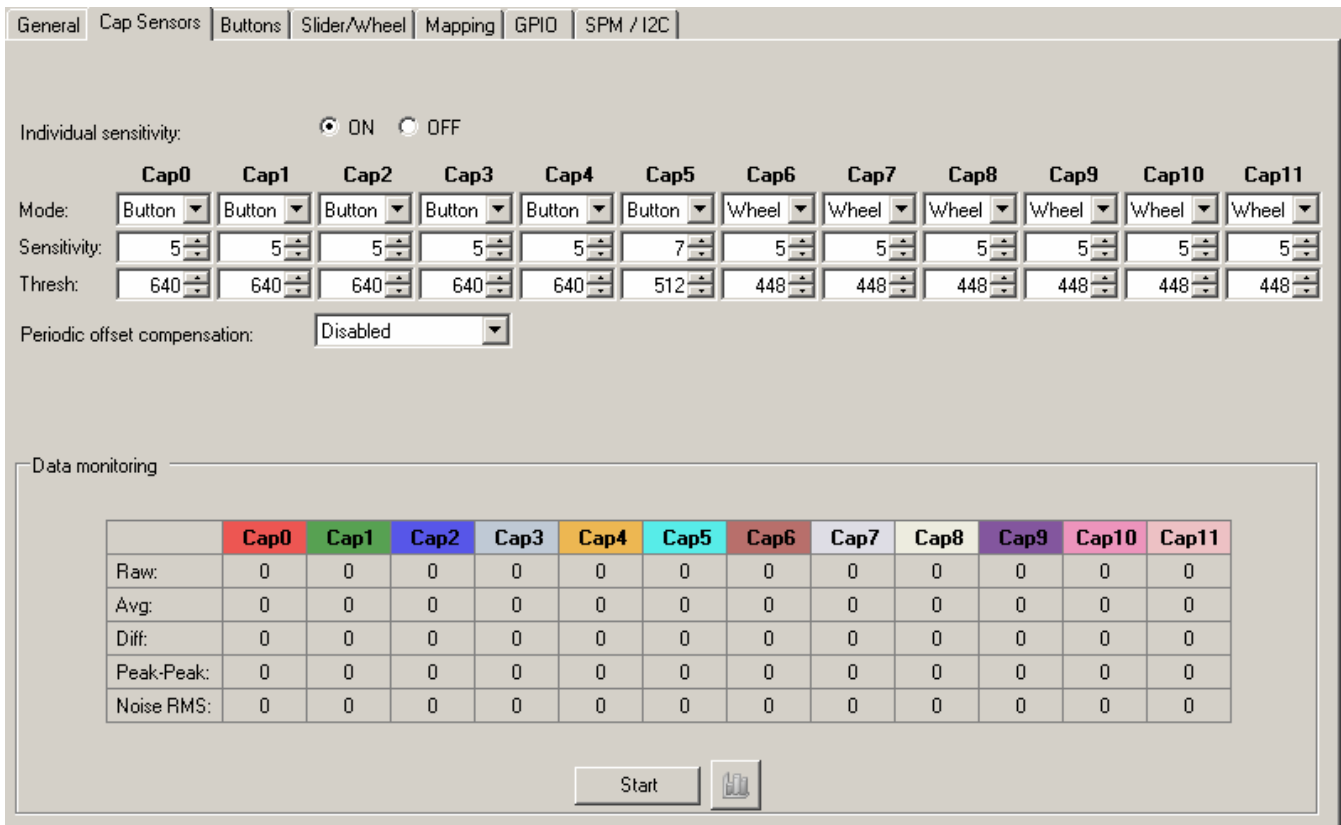 General Cap Sensors Buttons Slider/Wheel Mapping GPIO SPM / I2C
Individual sensitivity: ON OFF
Cap0 Cap1 Cap2 Cap3 Cap4 Cap5 Cap6 Cap7 Cap8 Cap9 Cap10 Cap11
Mode: Button Button Button Button Button Button Wheel Wheel Wheel Wheel Wheel Wheel
Sensitivity: 5 5 5 5 5 7 5 5 5 5 5 5
Thresh: 640 640 640 640 640 512 448 448 448 448 448 448
Periodic offset compensation: Disabled
Data monitoring
Cap0 Cap1 Cap2 Cap3 Cap4 Cap5 Cap6 Cap7 Cap8 Cap9 Cap10 Cap11
Raw: 0 0 0 0 0 0 0 0 0 0 0 0
Avg: 0 0 0 0 0 0 0 0 0 0 0 0
Diff: 0 0 0 0 0 0 0 0 0 0 0 0
Peak-Peak: 0 0 0 0 0 0 0 0 0 0 0 0
Noise RMS: 0 0 0 0 0 0 0 0 0 0 0 0
Start